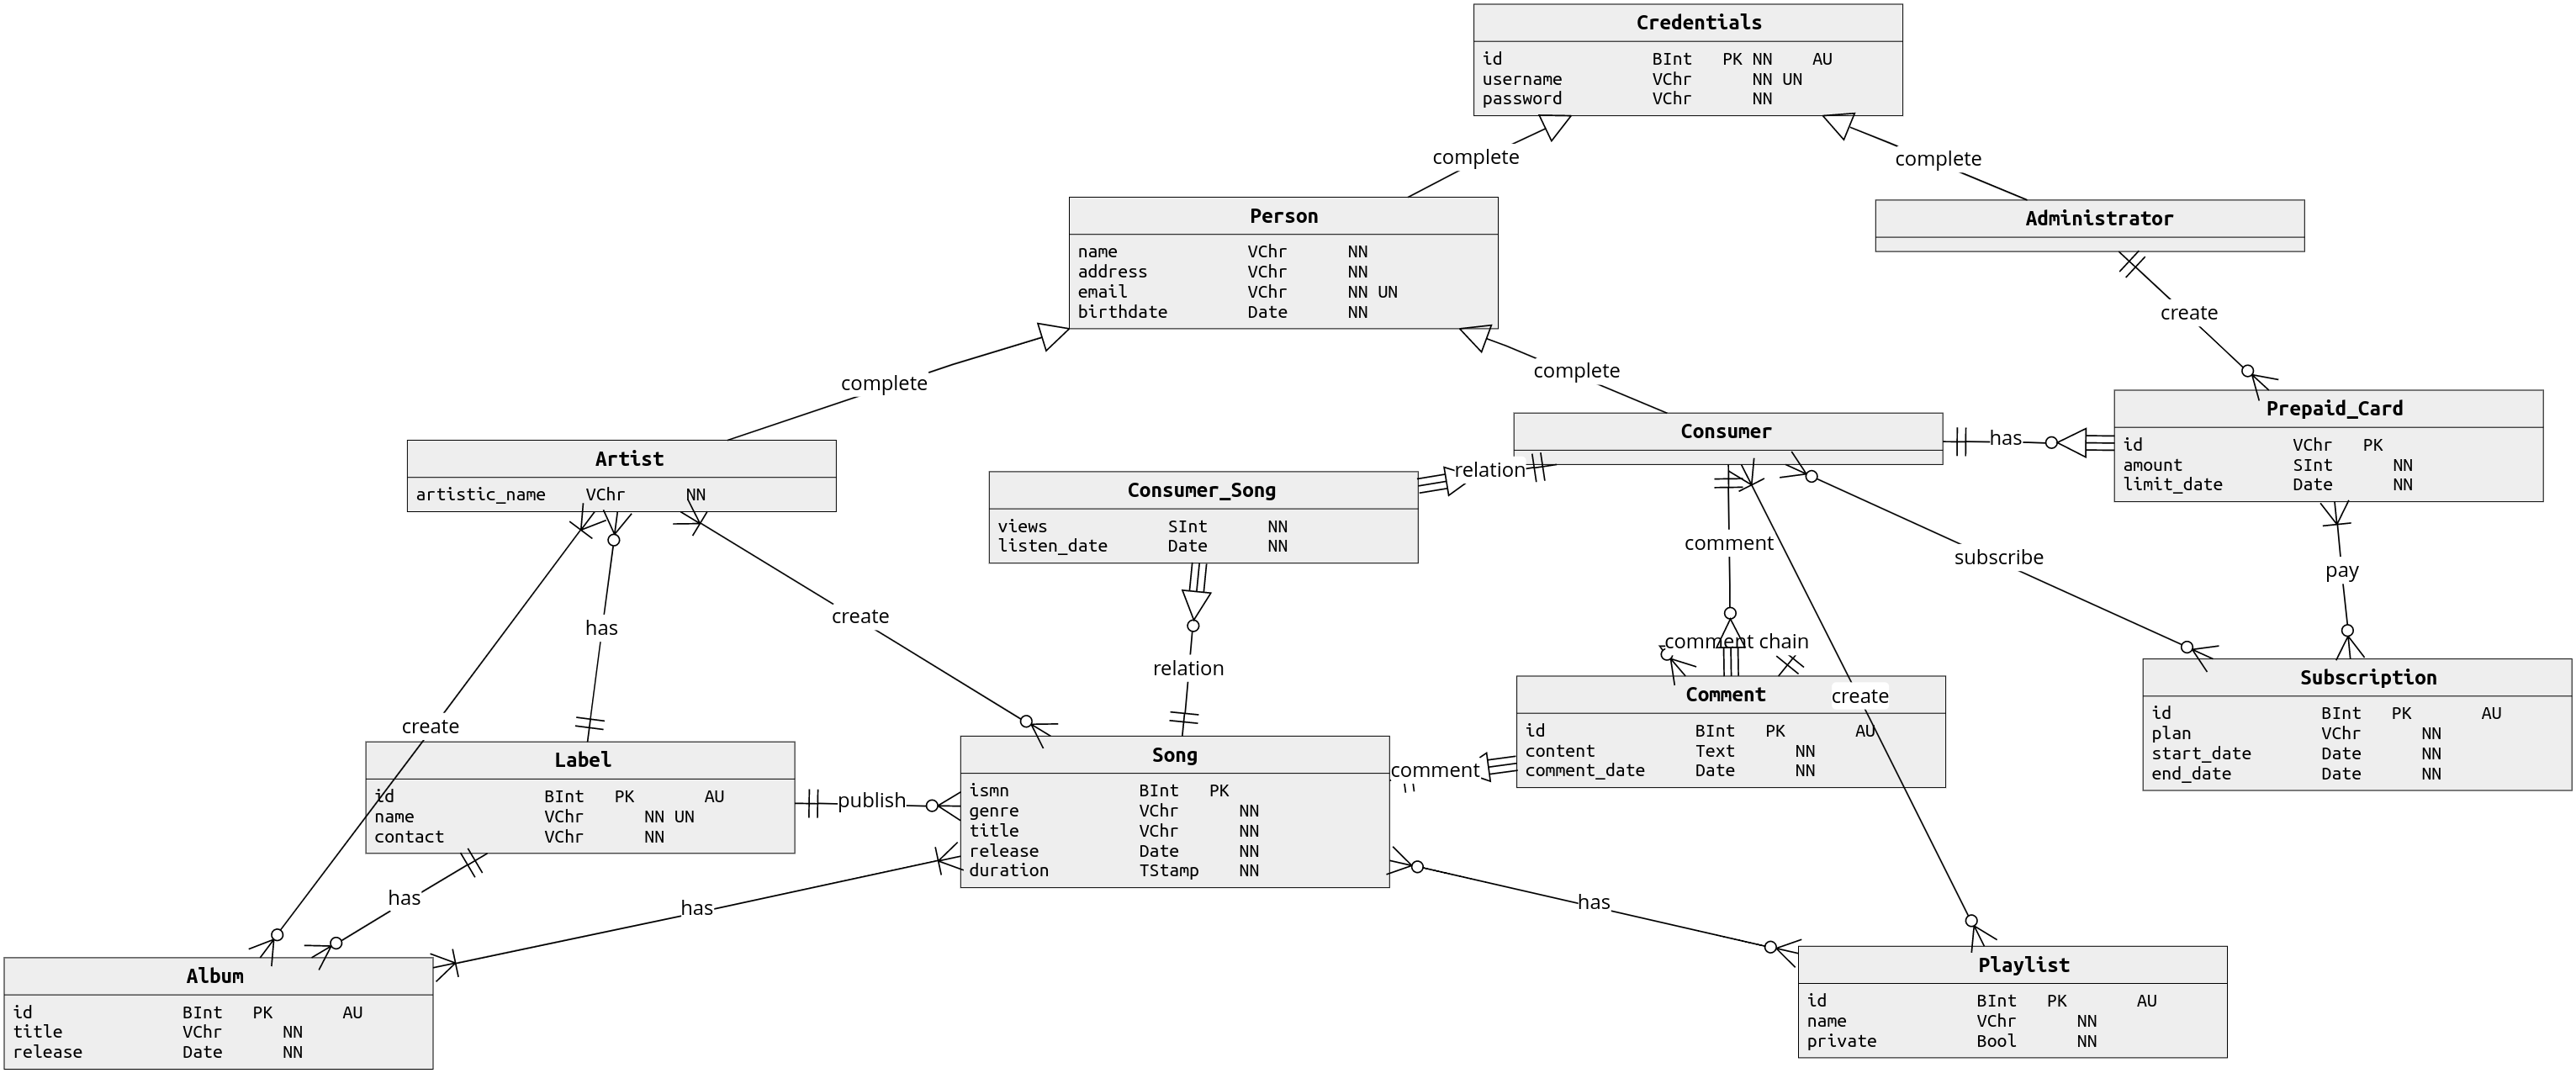 Credentials
id BInt PK NN AU
username VChr NN UN
password VChr NN
complete
complete
Person
name VChr NN
address VChr NN
email VChr NN UN
birthdate Date NN
Administrator
create
complete
complete
Artist
artistic_name VChr NN
Consumer
has
Prepaid_Card
id VChr PK
amount SInt NN
limit_date Date NN
relation
Consumer_Song
views SInt NN
listen_date Date NN
comment
subscribe
pay
has
create
relation
comment chain
create
create
Label
id BInt PK AU
name VChr NN UN
contact VChr NN
publish
Song
ismn BInt PK
genre VChr NN
title VChr NN
release Date NN
duration TStamp NN
comment
Comment
id BInt PK AU
content Text NN
comment_date Date NN
Subscription
id BInt PK AU
plan VChr NN
start_date Date NN
end_date Date NN
has
has
has
Album
id BInt PK AU
title VChr NN
release Date NN
Playlist
id BInt PK AU
name VChr NN
private Bool NN